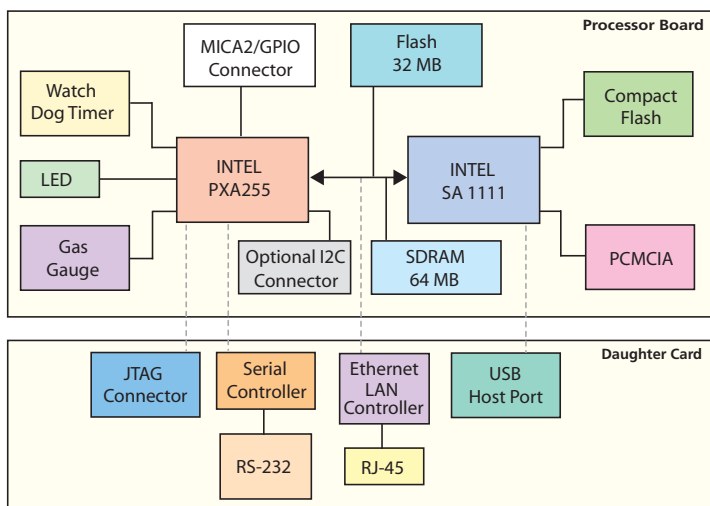 Processor Board
MICA2/GPIO
Connector
Flash
32 MB
Watch
Dog Timer
Compact
Flash
INTEL
PXA255
INTEL
SA 1111
LED
Gas
Gauge
Optional I2C
Connector
SDRAM
64 MB
PCMCIA
Daughter Card
JTAG
Connector
Serial
Controller
Ethernet
LAN
Controller
USB
Host Port
RS-232
RJ-45